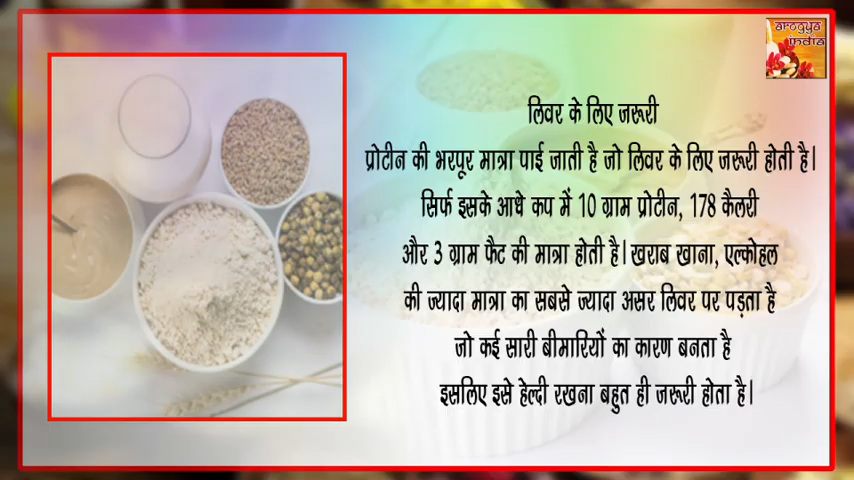 arogya
india
लिवर के लिए जरूरी
प्रोटीन की भरपूर मात्रा पाई जाती है जो लिवर के लिए जरूरी होती है।
सिर्फ इसके आधे कप में 10 ग्राम प्रोटीन, 178 कैलरी
और 3 ग्राम फैट की मात्रा होती है। खराब खाना, एल्कोहल
की ज्यादा मात्रा का सबसे ज्यादा असर लिवर पर पड़ता है
जो कई सारी बीमारियों का कारण बनता है
इसलिए इसे हेल्दी रखना बहुत ही जरूरी होता है।